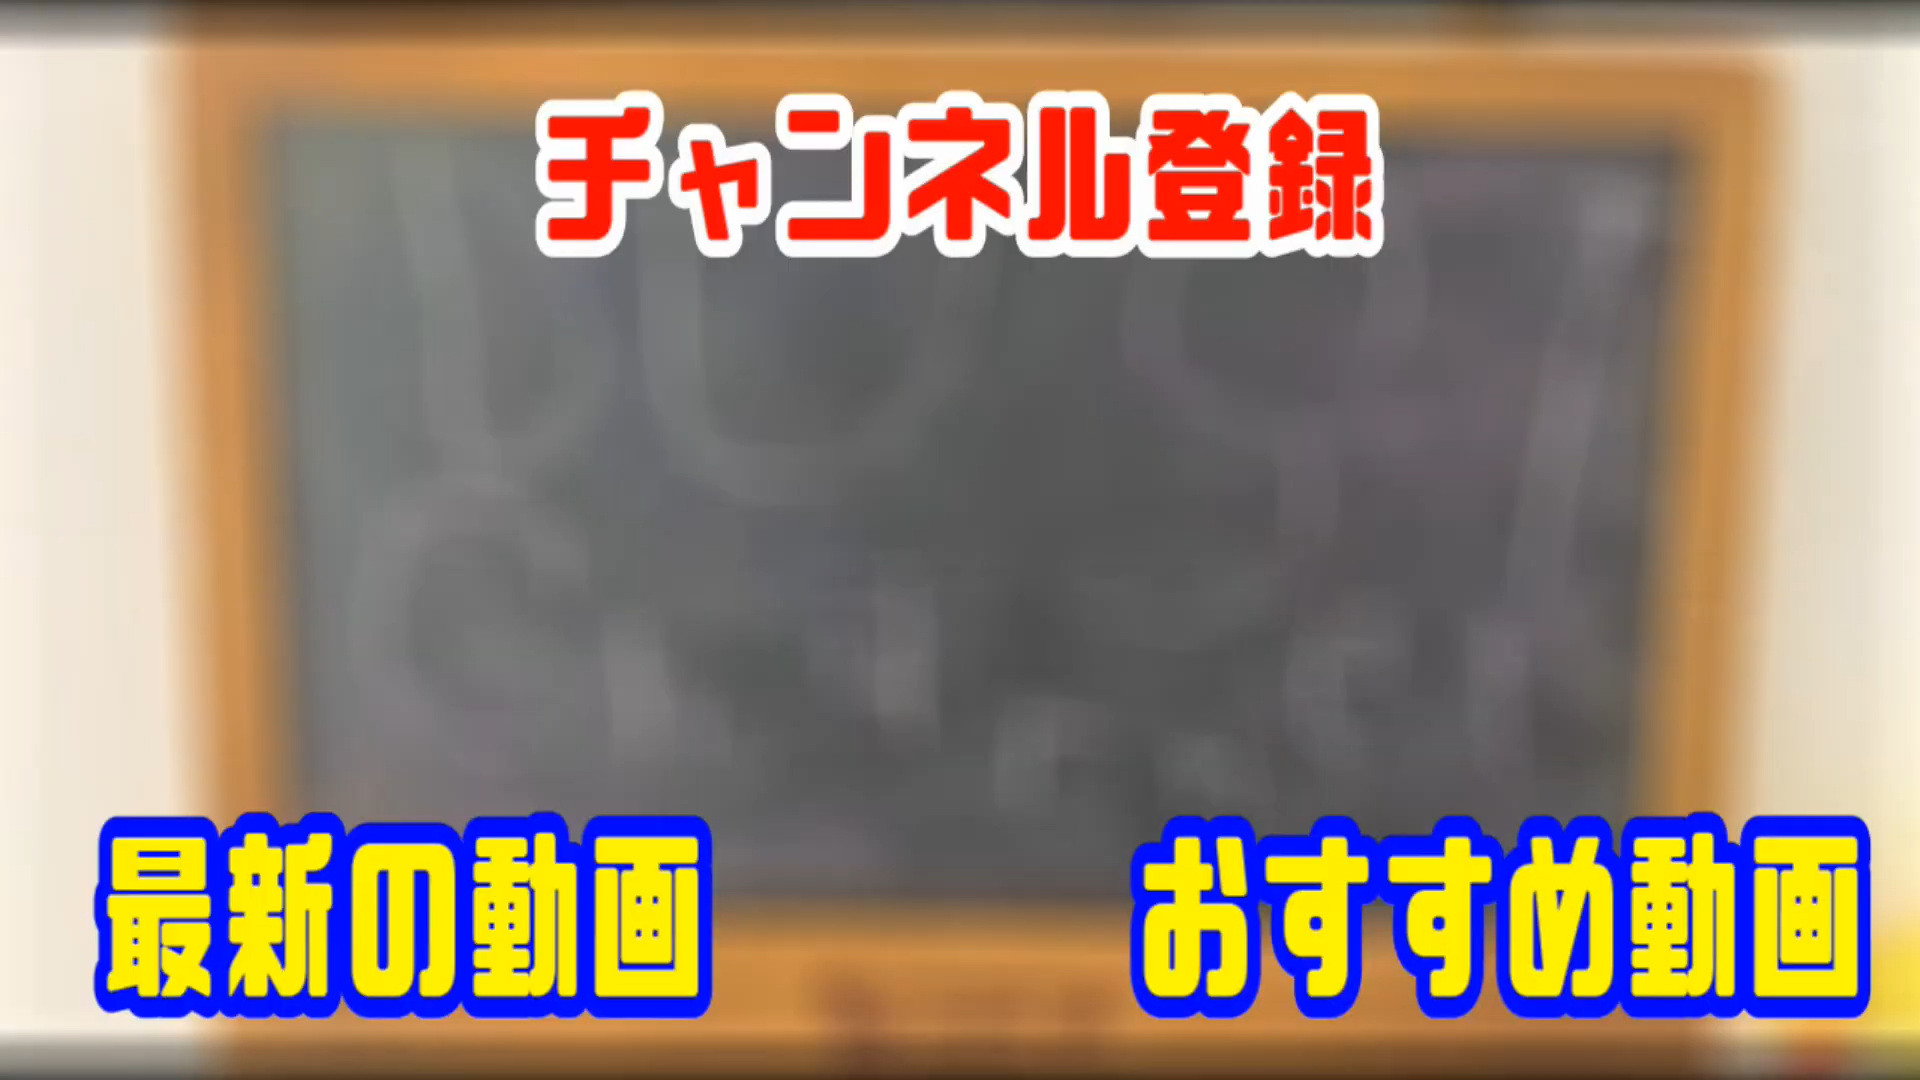 チャンネル登録
最新の動画
おすすめ動画